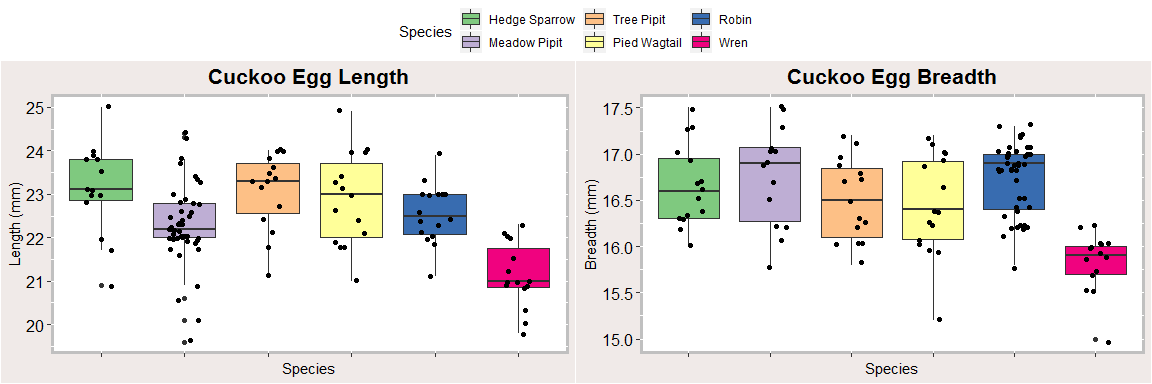 Species
Hedge Sparrow Tree Pipit Robin
Meadow Pipit Pied Wagtail Wren
Cuckoo Egg Length
Length (mm)
25
24
23
22
21
20
Species
Cuckoo Egg Breadth
Breadth (mm)
17.5
17.0
16.5
16.0
15.5
15.0
Species